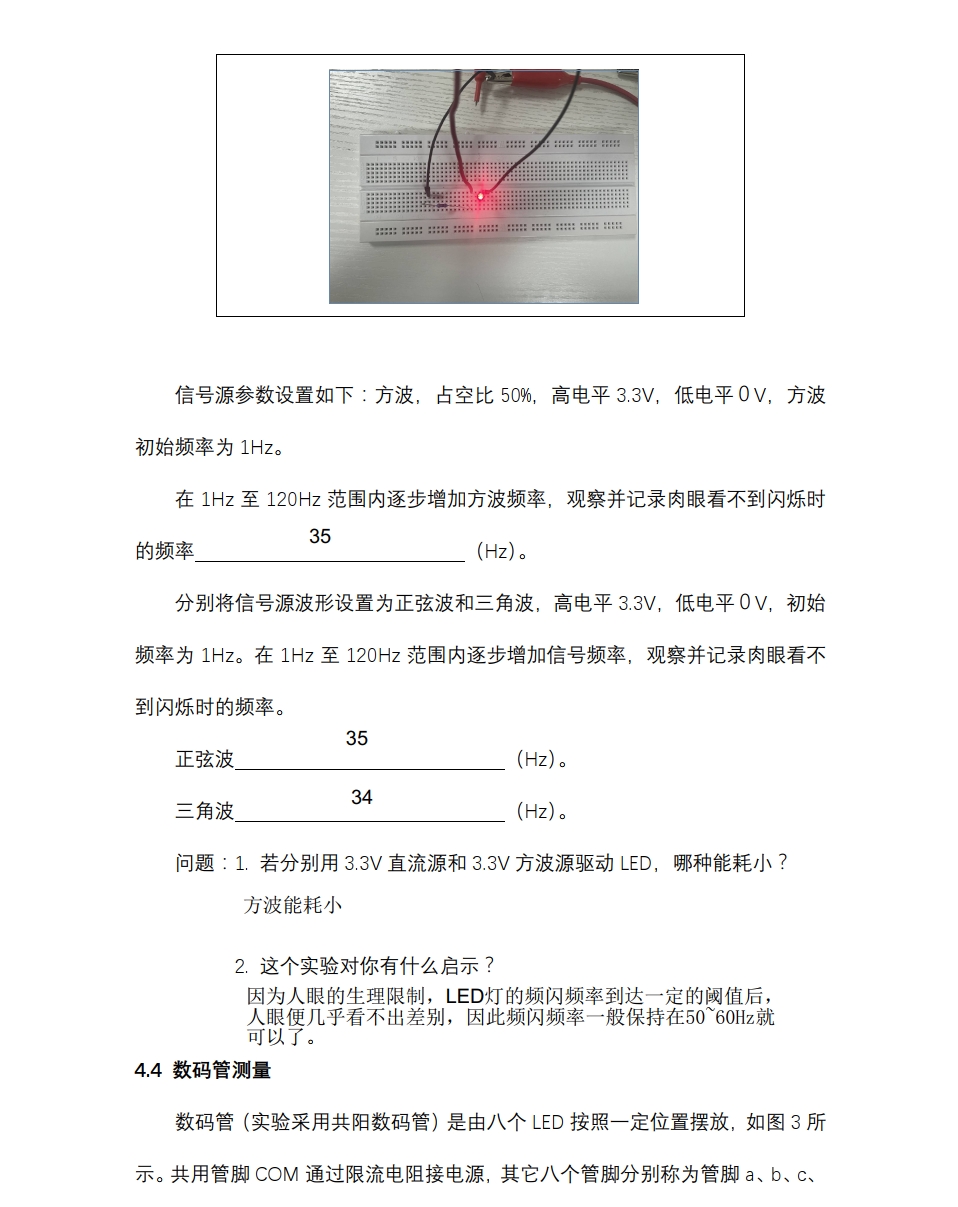 信号源参数设置如下：方波，占空比 50%，高电平 3.3V，低电平 0 V，方波
初始频率为 1Hz。
在 1Hz 至 120Hz 范围内逐步增加方波频率，观察并记录肉眼看不到闪烁时
的频率 35 （Hz）。
分别将信号源波形设置为正弦波和三角波，高电平 3.3V，低电平 0 V，初始
频率为 1Hz。在 1Hz 至 120Hz 范围内逐步增加信号频率，观察并记录肉眼看不
到闪烁时的频率。
正弦波 35 （Hz）。
三角波 34 （Hz）。
问题：1. 若分别用 3.3V 直流源和 3.3V 方波源驱动 LED，哪种能耗小？
方波能耗小
2. 这个实验对你有什么启示？
因为人眼的生理限制，LED灯的频闪频率到达一定的阈值后，
人眼便几乎看不出差别，因此频闪频率一般保持在50~60Hz就
可以了。
4.4 数码管测量
数码管（实验采用共阳数码管）是由八个 LED 按照一定位置摆放，如图 3 所
示。共用管脚 COM 通过限流电阻接电源，其它八个管脚分别称为管脚 a、b、c、